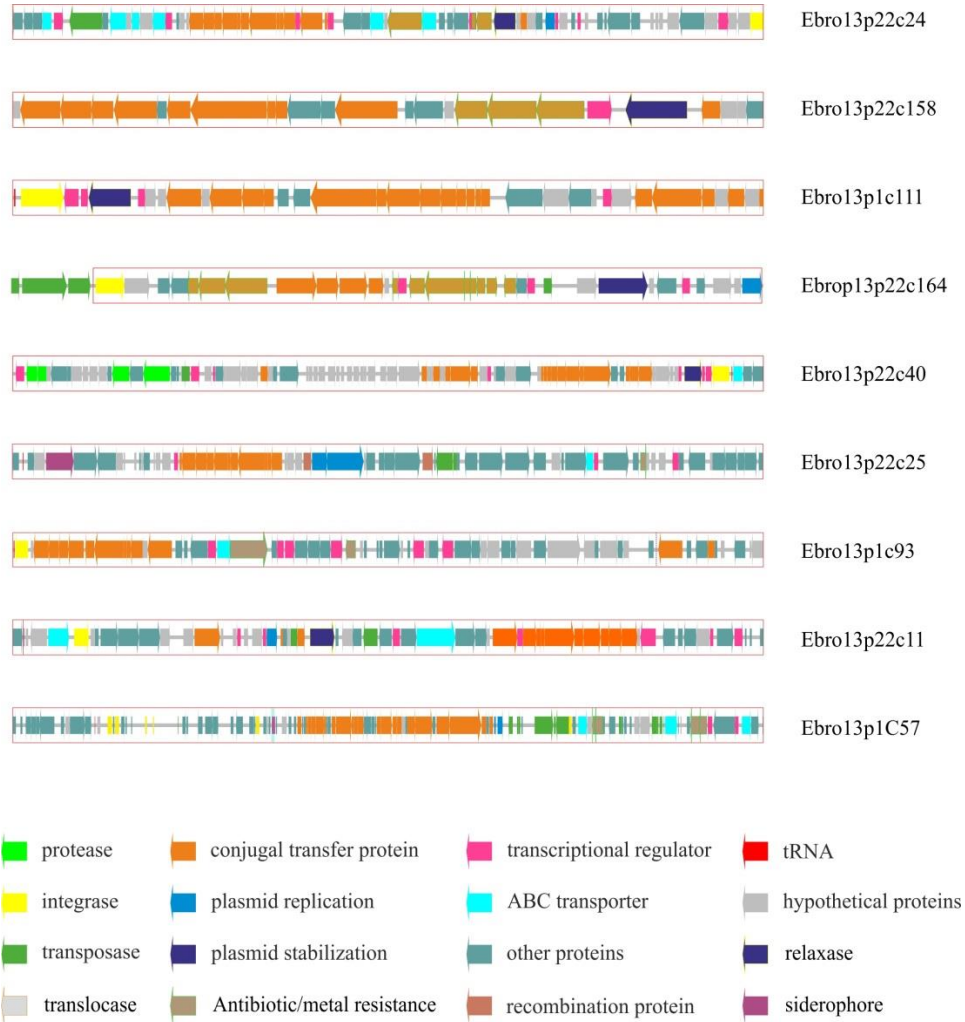 Ebro13p22c24
Ebro13p22c158
Ebro13p1c111
Ebrop13p22c164
Ebro13p22c40
Ebro13p22c25
Ebro13p1c93
Ebro13p22c11
Ebro13p1C57
protease conjugal transfer protein transcriptional regulator tRNA
integrase plasmid replication ABC transporter hypothetical proteins
transposase plasmid stabilization other proteins relaxase
translocase Antibiotic/metal resistance recombination protein siderophore